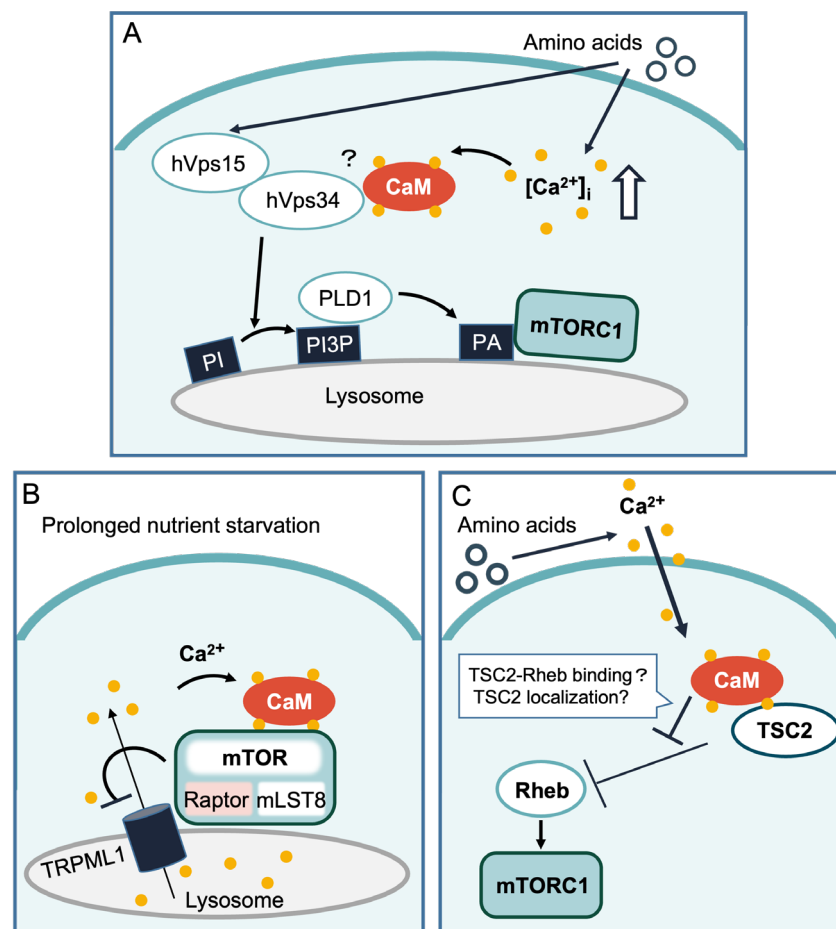 A
Amino acids
hVps15
?
hVps34
CaM
[Ca²⁺]ᵢ
PLD1
mTORC1
PI
PI3P
PA
Lysosome
B
Prolonged nutrient starvation
Ca²⁺
CaM
mTOR
Raptor mLST8
TRPML1
Lysosome
C
Ca²⁺
Amino acids
TSC2-Rheb binding ?
TSC2 localization?
CaM
TSC2
Rheb
mTORC1